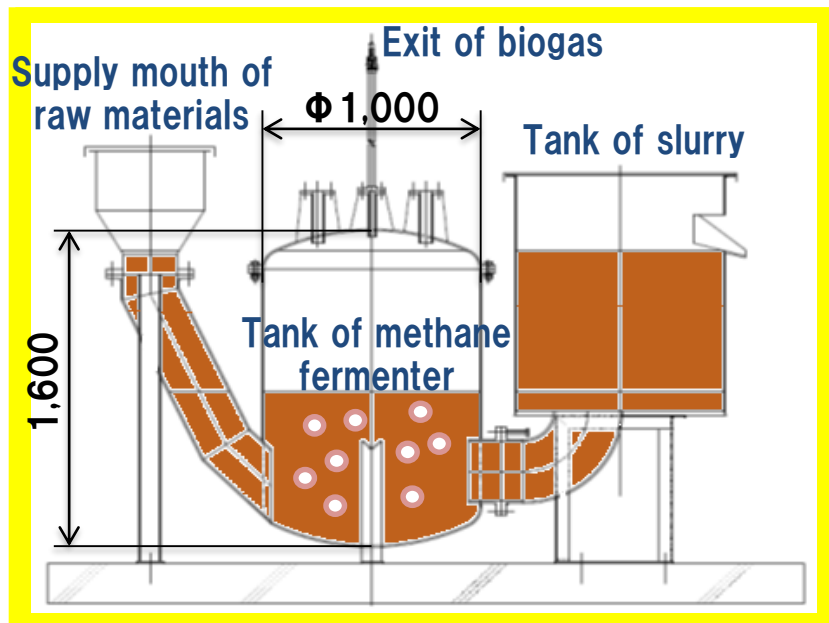 Exit of biogas
Supply mouth of
raw materials
Φ1,000
Tank of slurry
1,600
Tank of methane
fermenter